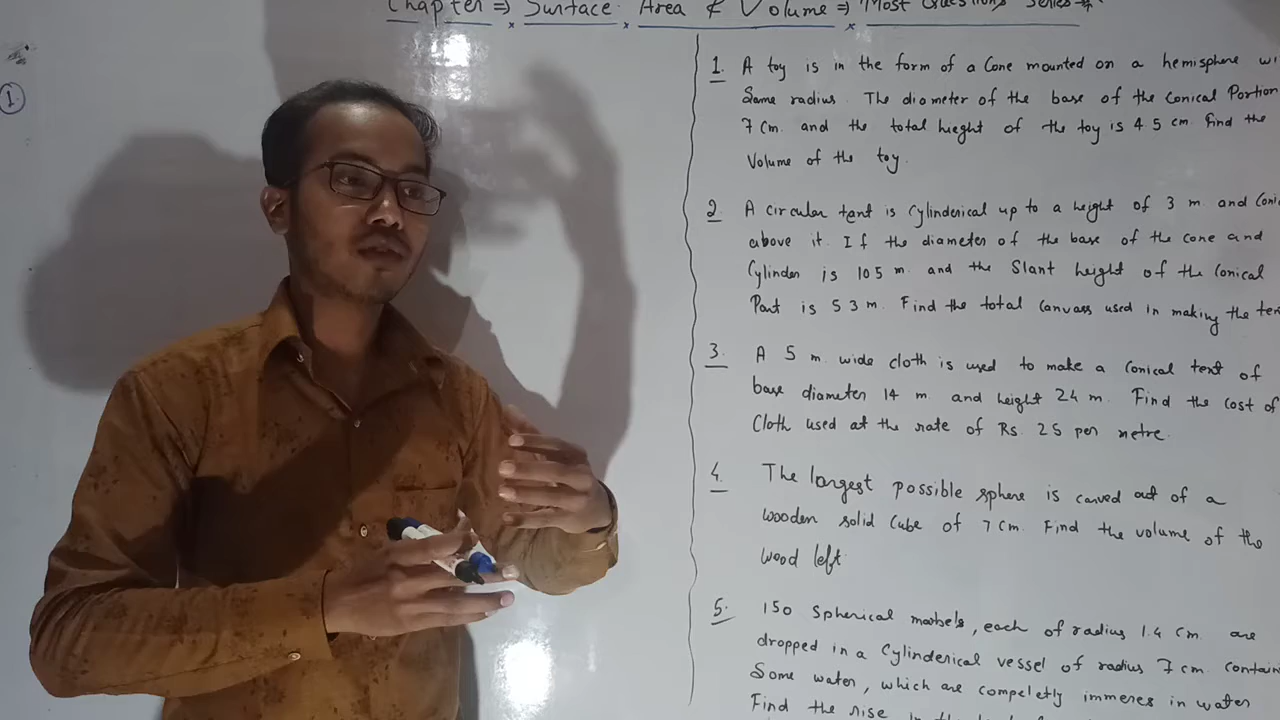 Chapter ⇒ Surface Area & Volume ⇒ Most Questions Series
1
1. A toy is in the form of a Cone mounted on a hemisphere
Same radius. The diameter of the base of the Conical Portion
7 cm. and the total hieght of the toy is 4 5 cm. Find the
Volume of the toy.
2 A circular tent is Cylinderical up to a height of 3 m. and
above it. If the diameter of the base of the cone and
Cylinder is 105 m. and the Slant height of the Conical
Part is 5 3 m. Find the total Canvass used in making the
3. A 5 m. wide cloth is used to make a Conical tent of
base diameter 14 m. and height 24 m. Find the cost of
Cloth used at the rate of Rs. 25 per metre.
4. The longest possible sphere is carved out of a
wooden solid Cube of 7 cm. Find the volume of the
wood left.
5. 150 Spherical marbels, each of radius 1.4 cm. are
dropped in a Cylinderical vessel of radius 7 cm.
Some water, which are compeletly immeres in water
Find the rise in the